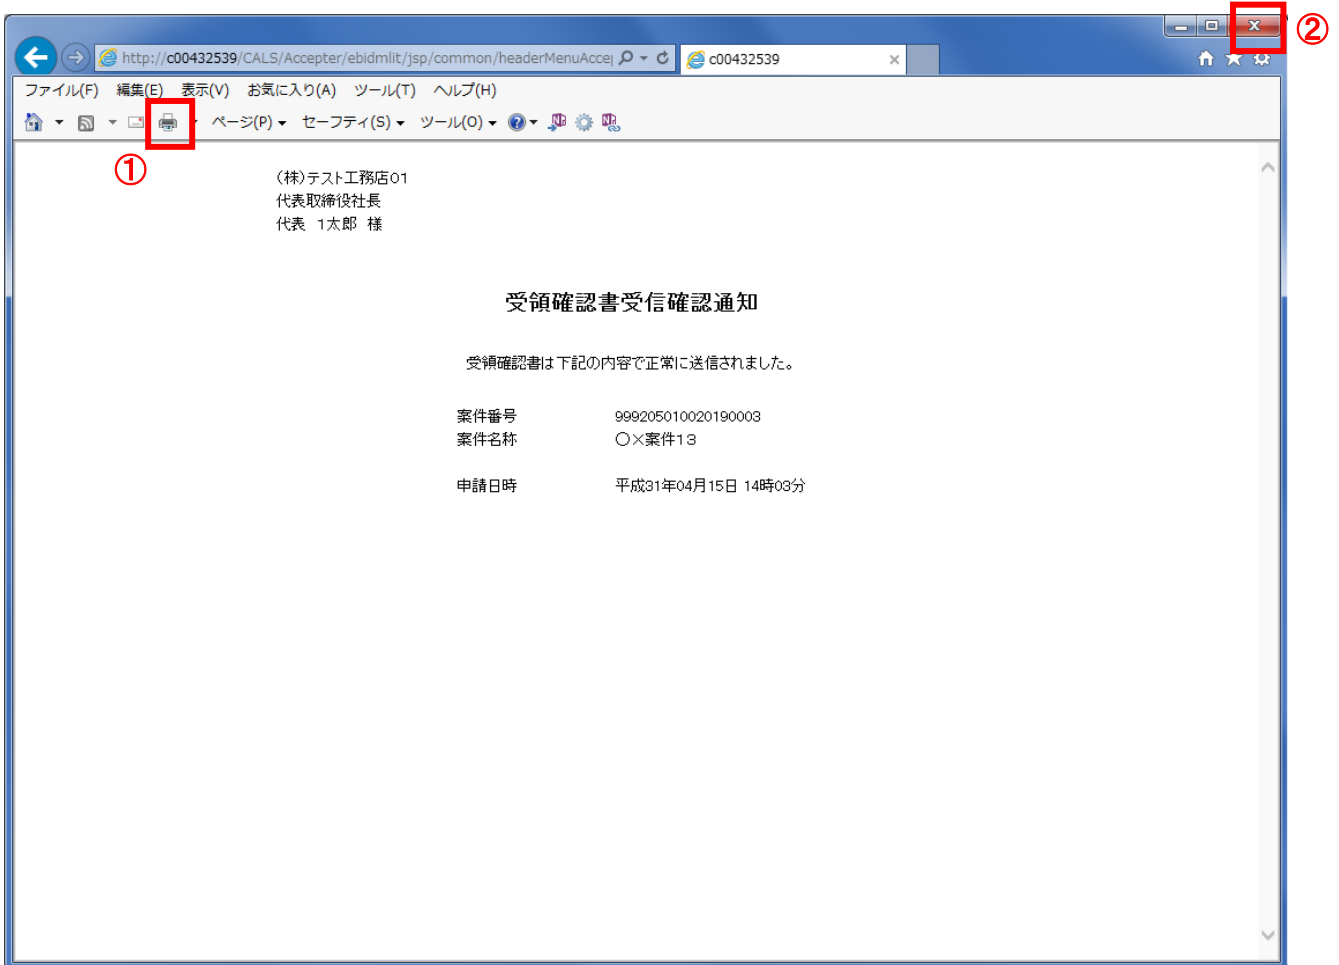 ②
http://c00432539/CALS/Accepter/ebidmlit/jsp/common/headerMenuAccep
c00432539
ファイル(F) 編集(E) 表示(V) お気に入り(A) ツール(T) ヘルプ(H)
ページ(P) セーフティ(S) ツール(O)
①
(株)テスト工務店01
代表取締役社長
代表 1太郎 様
受領確認書受信確認通知
受領確認書は下記の内容で正常に送信されました。
案件番号 999205010020190003
案件名称 〇×案件13
申請日時 平成31年04月15日 14時03分